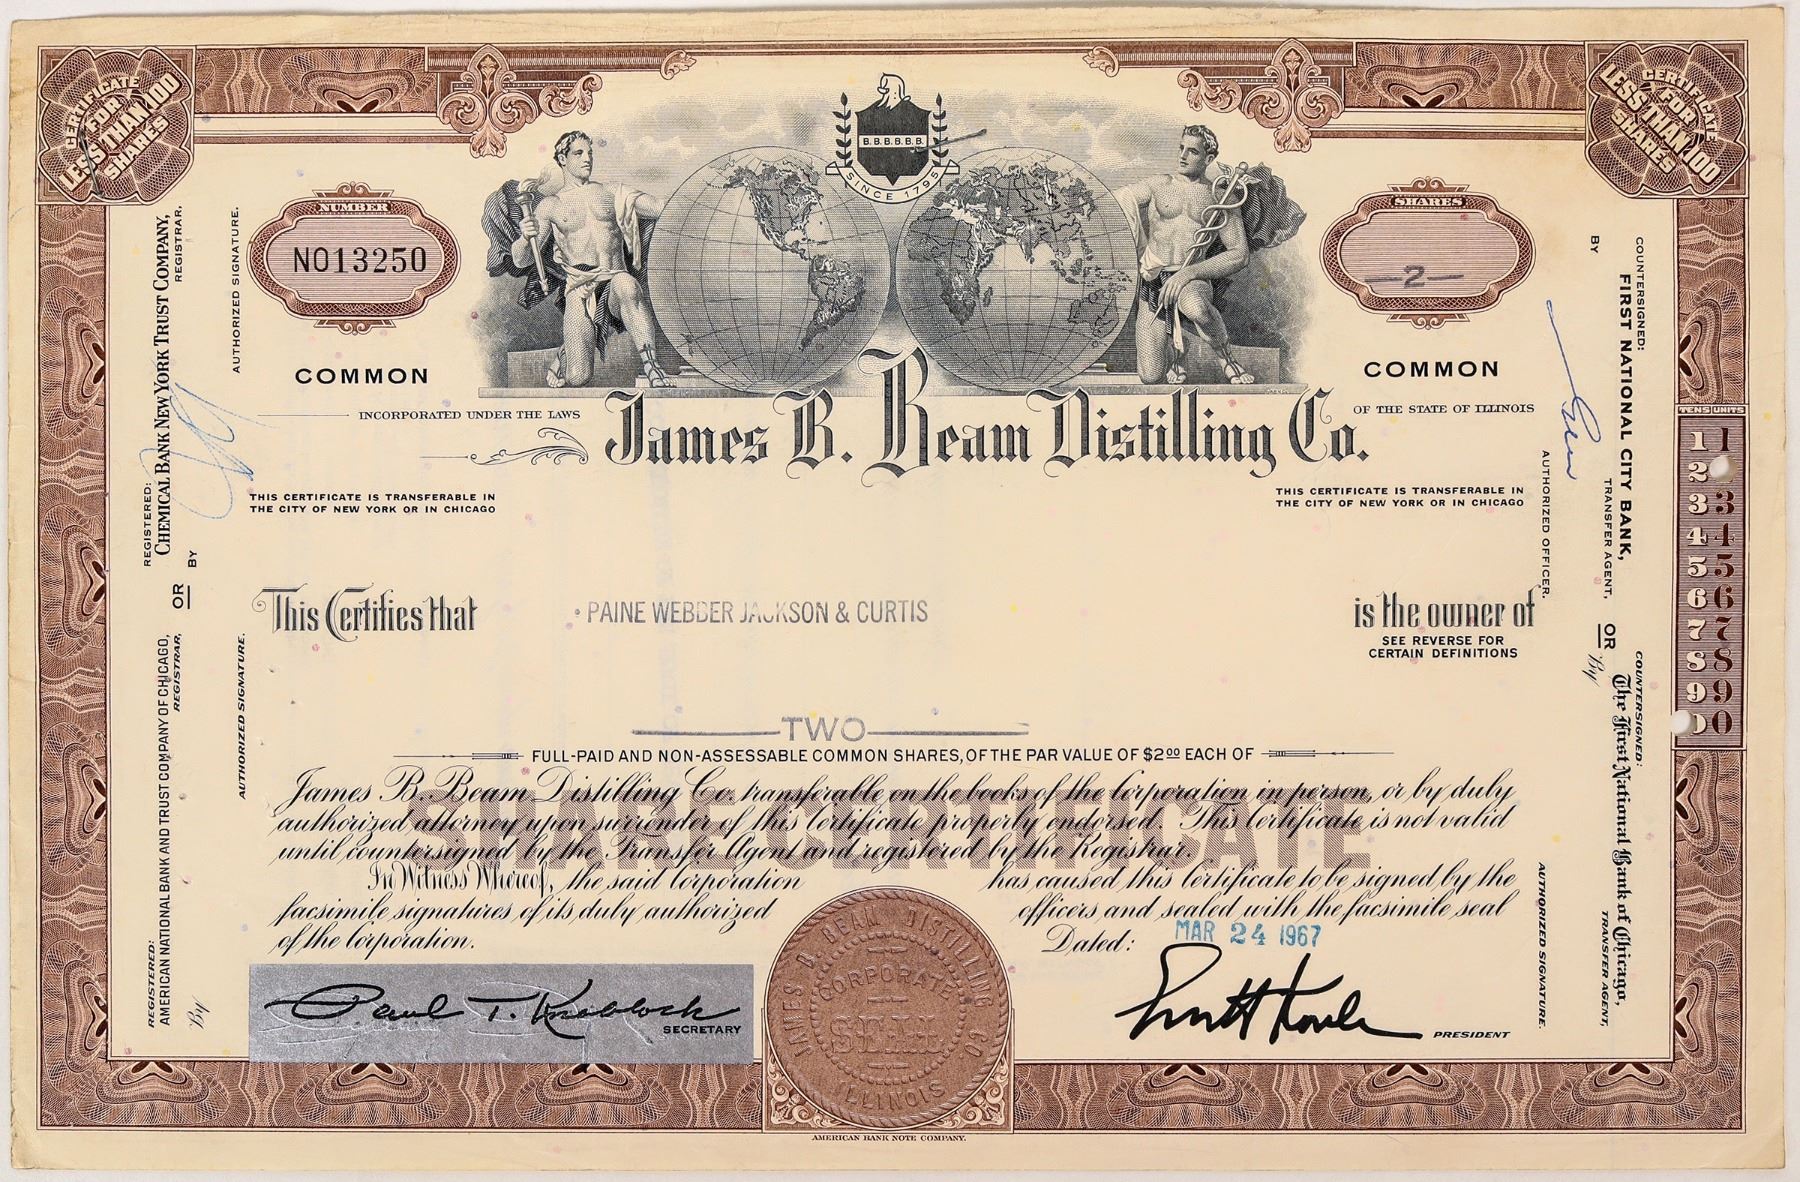 CERTIFICATE
FOR
LESS THAN 100
SHARES
CERTIFICATE
FOR
LESS THAN 100
SHARES
B.B.B.B.B.B.
SINCE 1795
NUMBER
NO13250
SHARES
—2—
COMMON
COMMON
INCORPORATED UNDER THE LAWS
OF THE STATE OF ILLINOIS
James B. Beam Distilling Co.
THIS CERTIFICATE IS TRANSFERABLE IN
THE CITY OF NEW YORK OR IN CHICAGO
THIS CERTIFICATE IS TRANSFERABLE IN
THE CITY OF NEW YORK OR IN CHICAGO
This Certifies that
PAINE WEBBER JACKSON & CURTIS
is the owner of
SEE REVERSE FOR
CERTAIN DEFINITIONS
TWO
FULL-PAID AND NON-ASSESSABLE COMMON SHARES, OF THE PAR VALUE OF $2.00 EACH OF
James B. Beam Distilling Co. transferable on the books of the Corporation in person, or by duly
authorized attorney upon surrender of this Certificate properly endorsed. This Certificate is not valid
until countersigned by the Transfer Agent and registered by the Registrar.
In Witness Whereof, the said Corporation has caused this Certificate to be signed by the
facsimile signatures of its duly authorized officers and sealed with the facsimile seal
of the Corporation.
Dated: MAR 24 1967
Paul T. Knoblock
SECRETARY
PRESIDENT
JAMES B. BEAM DISTILLING CO
CORPORATE
SEAL
ILLINOIS
AMERICAN BANK NOTE COMPANY.
REGISTERED:
CHEMICAL BANK NEW YORK TRUST COMPANY,
REGISTRAR,
BY
AUTHORIZED SIGNATURE.
OR
REGISTERED:
AMERICAN NATIONAL BANK AND TRUST COMPANY OF CHICAGO,
REGISTRAR,
By
AUTHORIZED SIGNATURE.
COUNTERSIGNED:
FIRST NATIONAL CITY BANK,
TRANSFER AGENT,
BY
AUTHORIZED OFFICER.
OR
COUNTERSIGNED:
The First National Bank of Chicago,
TRANSFER AGENT,
By
AUTHORIZED SIGNATURE.
TENS UNITS
1 1
2
3 3
4 4
5 5
6 6
7 7
8 8
9 9
0